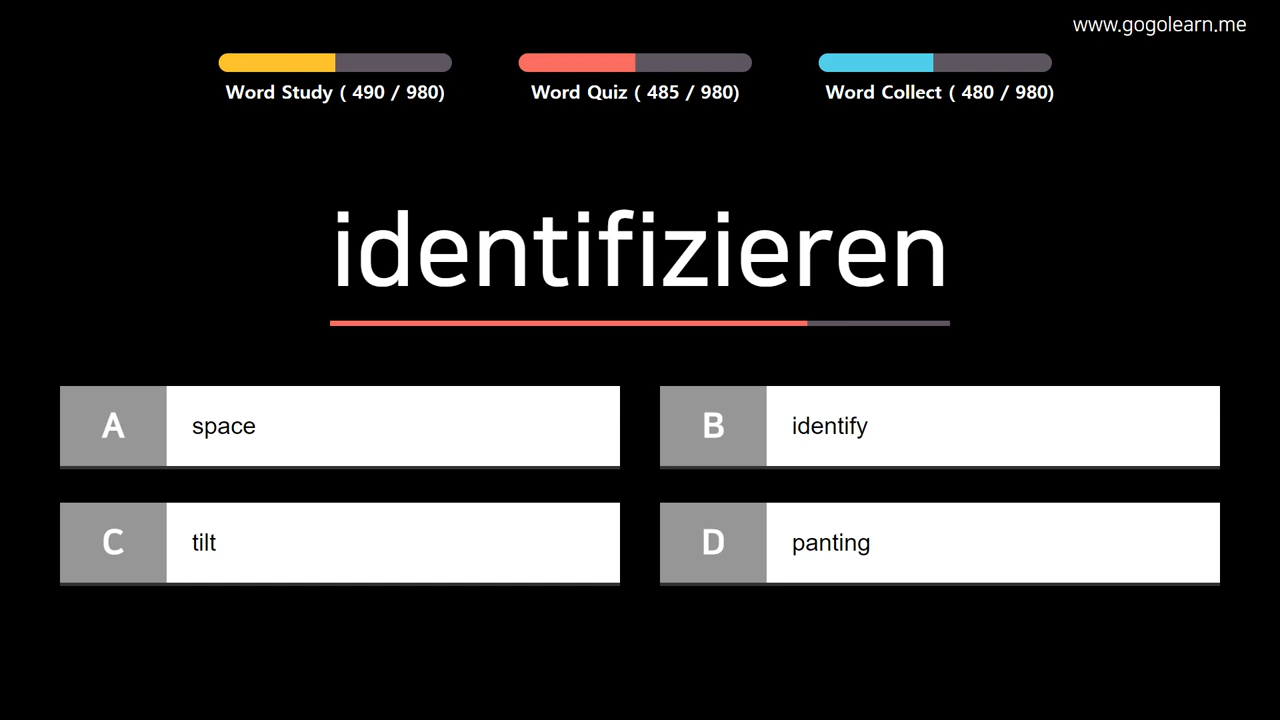 www.gogolearn.me
Word Study ( 490 / 980)
Word Quiz ( 485 / 980)
Word Collect ( 480 / 980)
identifizieren
A space
B identify
C tilt
D panting